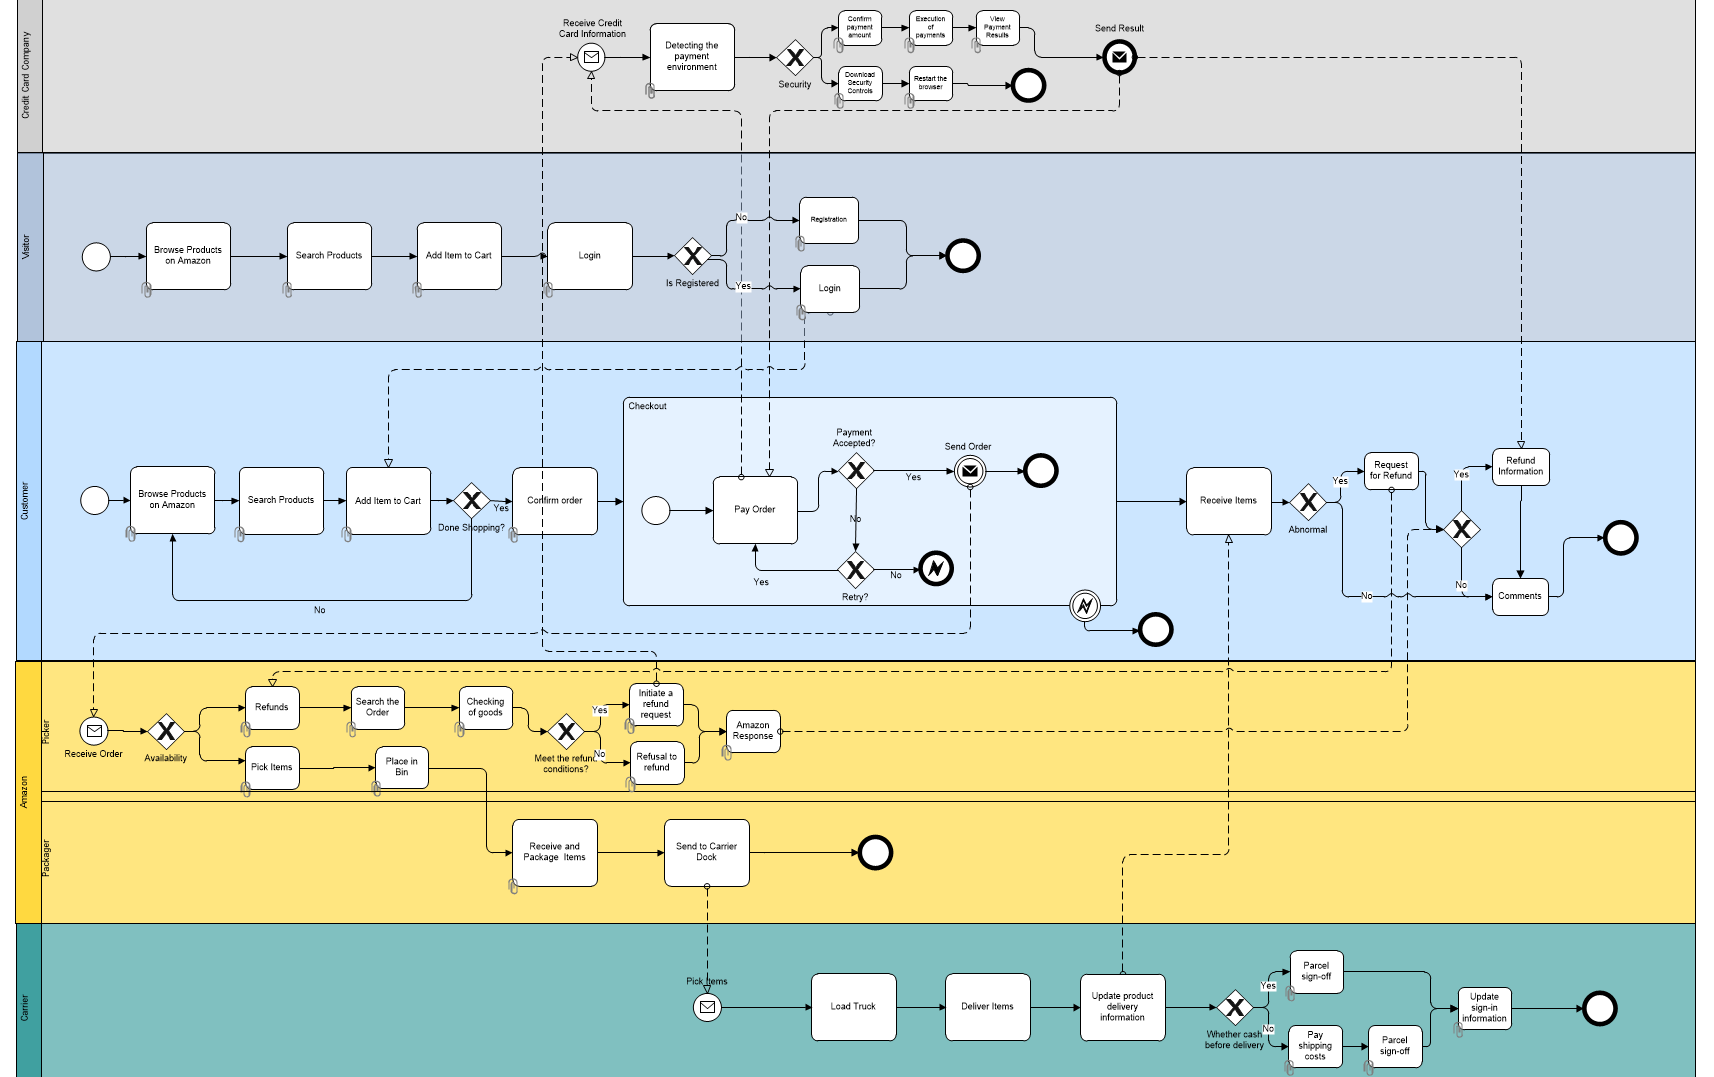 Credit Card Company
Receive Credit
Card Information
Detecting the
payment
environment
Security
Confirm
payment
amount
Execution
of
payments
View
Payment
Results
Send Result
Download
Security
Controls
Restart the
browser
Visitor
Browse Products
on Amazon
Search Products
Add Item to Cart
Login
Is Registered
No
Yes
Registration
Login
Customer
Browse Products
on Amazon
Search Products
Add Item to Cart
Done Shopping?
Yes
No
Confirm order
Checkout
Pay Order
Payment
Accepted?
Yes
No
Send Order
Retry?
Yes
No
Receive Items
Abnormal
Yes
No
Request
for Refund
Yes
No
Refund
Information
Comments
Amazon
Picker
Receive Order
Availability
Refunds
Search the
Order
Checking
of goods
Meet the refund
conditions?
Yes
No
Initiate a
refund
request
Refusal to
refund
Amazon
Response
Pick Items
Place in
Bin
Packager
Receive and
Package Items
Send to Carrier
Dock
Carrier
Pick Items
Load Truck
Deliver Items
Update product
delivery
information
Whether cash
before delivery
Yes
No
Parcel
sign-off
Pay
shipping
costs
Parcel
sign-off
Update
sign-in
information